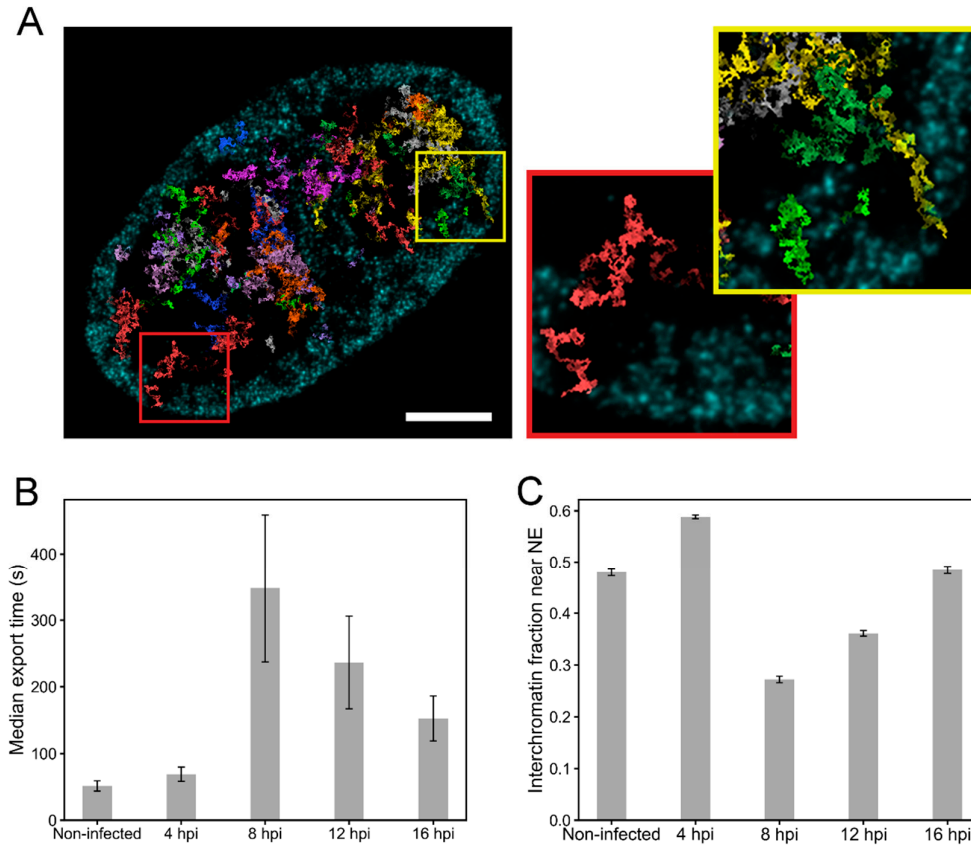 A
B
Median export time (s)
400
300
200
100
0
Non-infected 4 hpi 8 hpi 12 hpi 16 hpi
C
Interchromatin fraction near NE
0.6
0.5
0.4
0.3
0.2
0.1
0.0
Non-infected 4 hpi 8 hpi 12 hpi 16 hpi